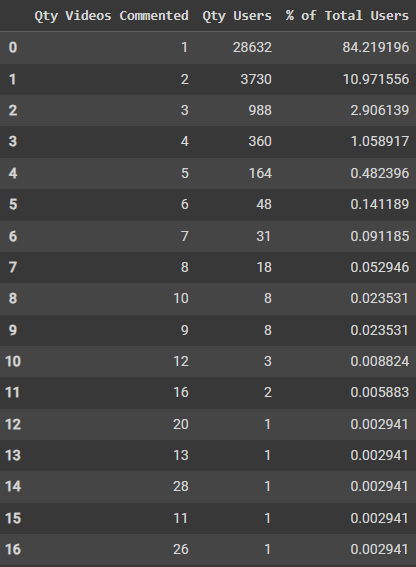 Qty Videos Commented Qty Users % of Total Users
0 1 28632 84.219196
1 2 3730 10.971556
2 3 988 2.906139
3 4 360 1.058917
4 5 164 0.482396
5 6 48 0.141189
6 7 31 0.091185
7 8 18 0.052946
8 10 8 0.023531
9 9 8 0.023531
10 12 3 0.008824
11 16 2 0.005883
12 20 1 0.002941
13 13 1 0.002941
14 28 1 0.002941
15 11 1 0.002941
16 26 1 0.002941